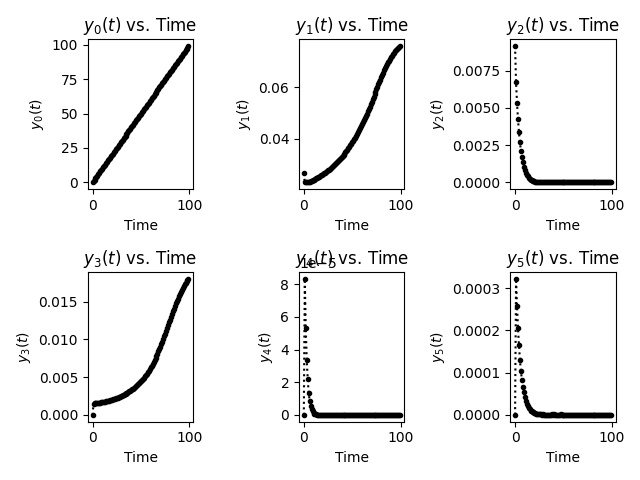 y₀(t) vs. Time
y₁(t) vs. Time
y₂(t) vs. Time
100
75
50
25
0
y₀(t)
0 100
Time
0.06
0.04
y₁(t)
0 100
Time
0.0075
0.0050
0.0025
0.0000
y₂(t)
0 100
Time
y₃(t) vs. Time
y₄(t) vs. Time
y₅(t) vs. Time
0.015
0.010
0.005
0.000
y₃(t)
0 100
Time
1e−5
8
6
4
2
0
y₄(t)
0 100
Time
0.0003
0.0002
0.0001
0.0000
y₅(t)
0 100
Time